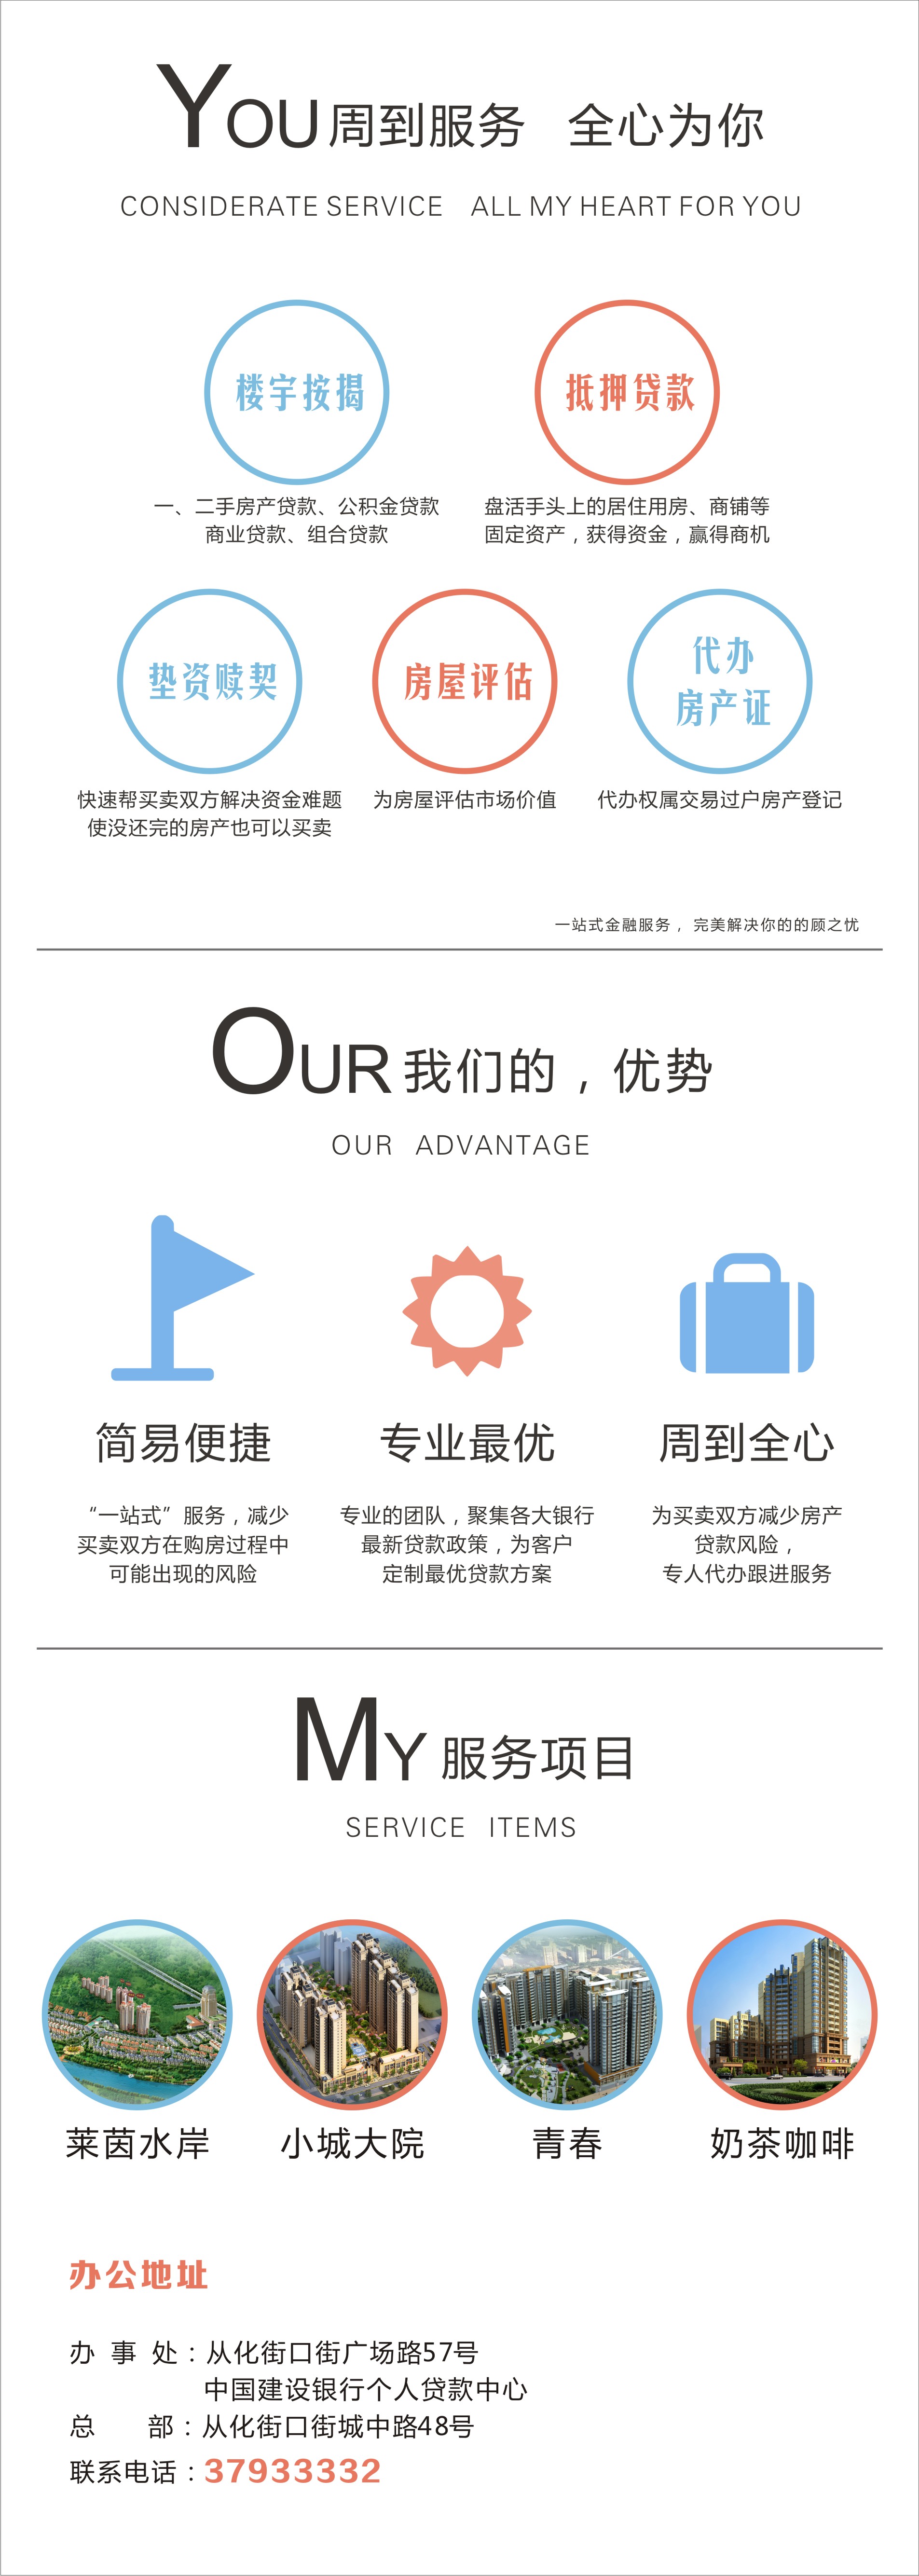 YOU周到服务 全心为你
CONSIDERATE SERVICE ALL MY HEART FOR YOU
楼宇按揭
抵押贷款
一、二手房产贷款、公积金贷款
商业贷款、组合贷款
盘活手头上的居住用房、商铺等
固定资产，获得资金，赢得商机
垫资赎契
房屋评估
代办
房产证
快速帮买卖双方解决资金难题
使没还完的房产也可以买卖
为房屋评估市场价值
代办权属交易过户房产登记
一站式金融服务，完美解决你的的顾之忧
OUR我们的，优势
OUR ADVANTAGE
简易便捷
专业最优
周到全心
“一站式”服务，减少
买卖双方在购房过程中
可能出现的风险
专业的团队，聚集各大银行
最新贷款政策，为客户
定制最优贷款方案
为买卖双方减少房产
贷款风险，
专人代办跟进服务
MY服务项目
SERVICE ITEMS
莱茵水岸
小城大院
青春
奶茶咖啡
办公地址
办 事 处：从化街口街广场路57号
中国建设银行个人贷款中心
总 部：从化街口街城中路48号
联系电话：37933332